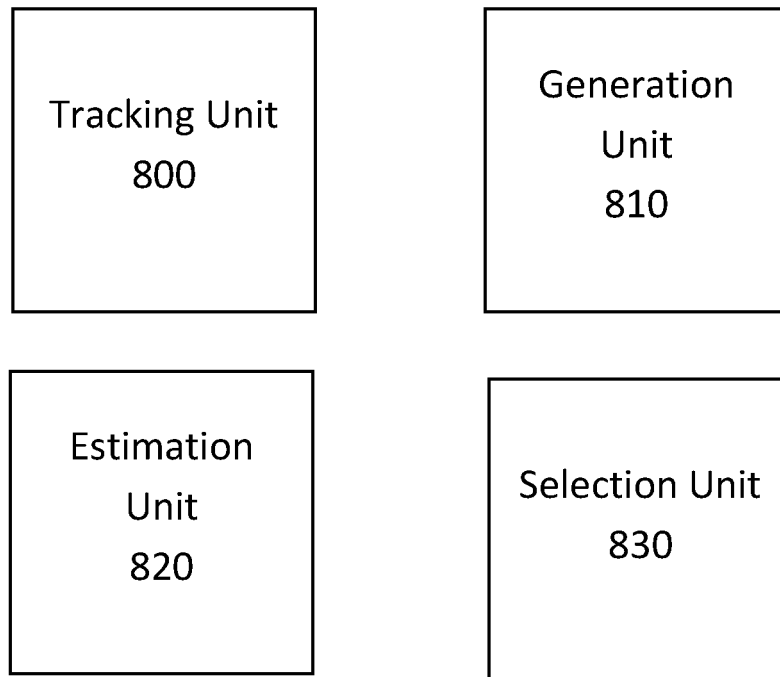 Tracking Unit
800
Generation
Unit
810
Estimation
Unit
820
Selection Unit
830